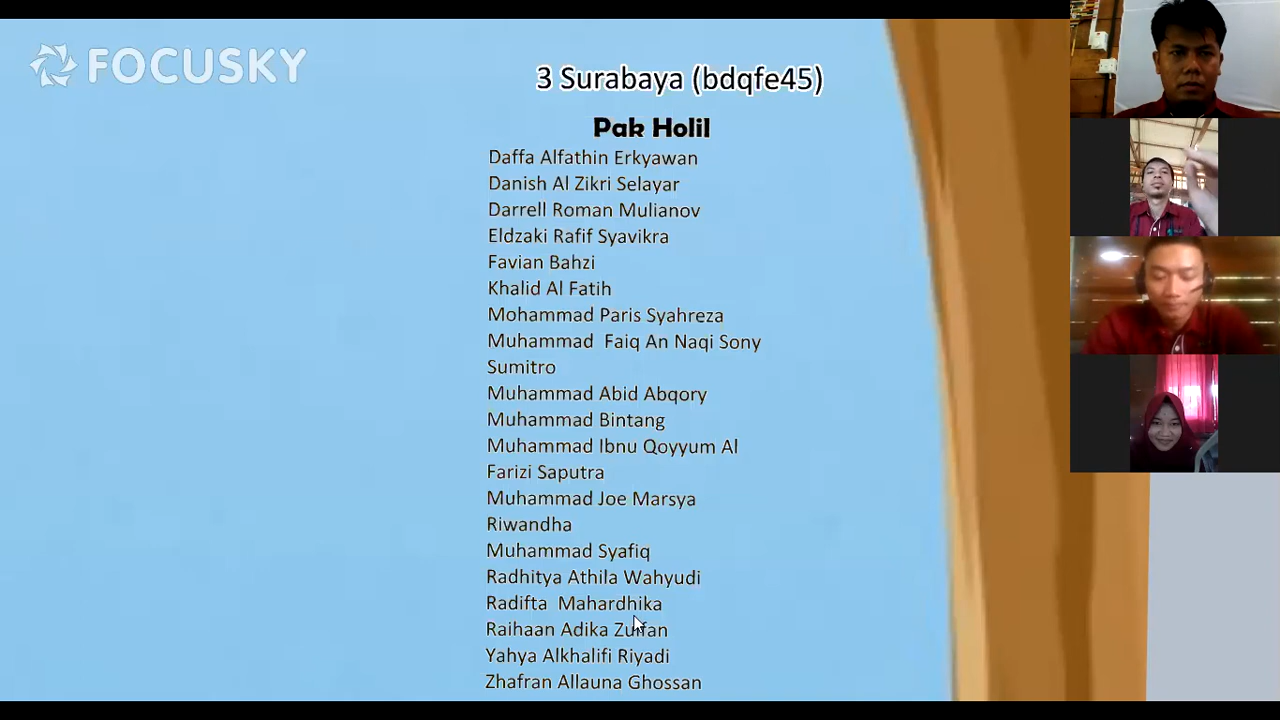 FOCUSKY
3 Surabaya (bdqfe45)
Pak Holil
Daffa Alfathin Erkyawan
Danish Al Zikri Selayar
Darrell Roman Mulianov
Eldzaki Rafif Syavikra
Favian Bahzi
Khalid Al Fatih
Mohammad Paris Syahreza
Muhammad  Faiq An Naqi Sony
Sumitro
Muhammad Abid Abqory
Muhammad Bintang
Muhammad Ibnu Qoyyum Al
Farizi Saputra
Muhammad Joe Marsya
Riwandha
Muhammad Syafiq
Radhitya Athila Wahyudi
Radifta  Mahardhika
Raihaan Adika Zulfan
Yahya Alkhalifi Riyadi
Zhafran Allauna Ghossan